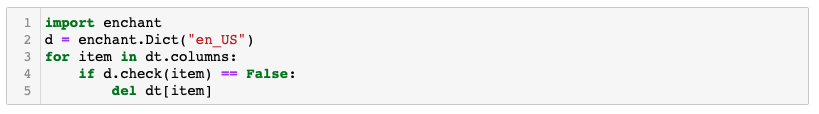 1 import enchant
2 d = enchant.Dict("en_US")
3 for item in dt.columns:
4     if d.check(item) == False:
5         del dt[item]